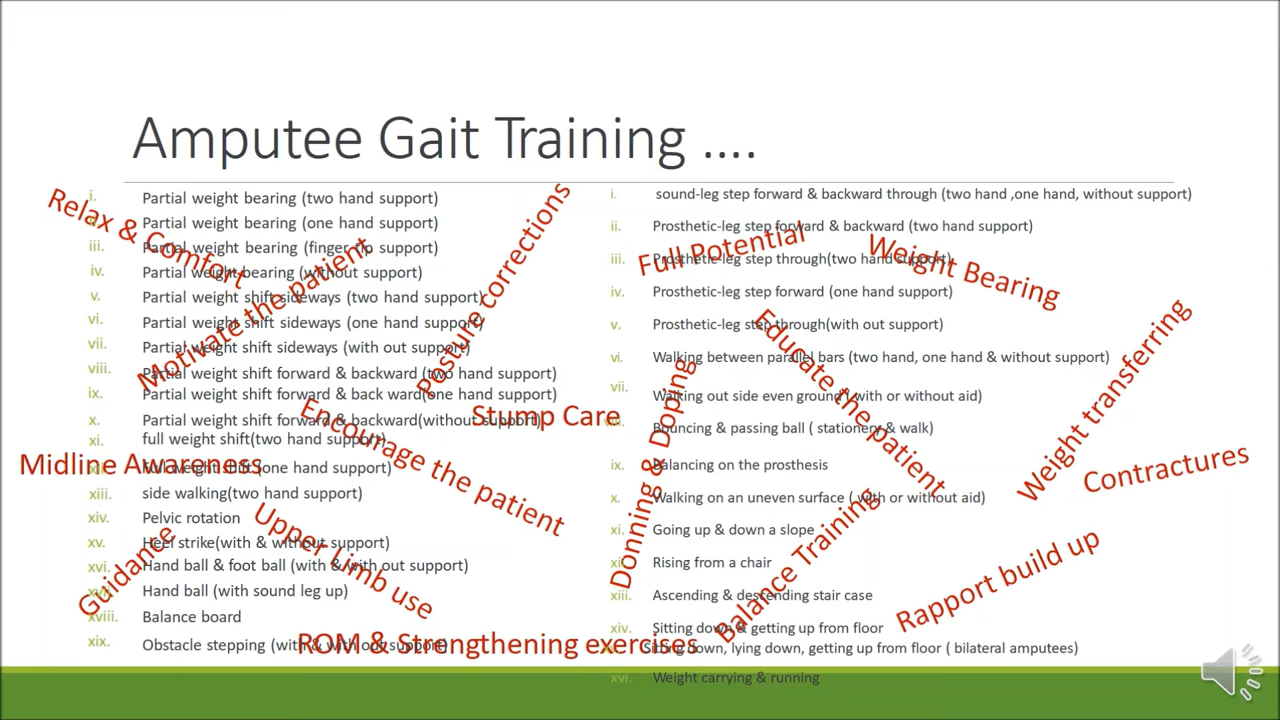 Amputee Gait Training ....
i. Partial weight bearing (two hand support)
Partial weight bearing (one hand support)
iii. Partial weight bearing (finger tip support)
iv. Partial weight bearing (without support)
v. Partial weight shift sideways (two hand support)
vi. Partial weight shift sideways (one hand support)
vii. Partial weight shift sideways (with out support)
viii. Partial weight shift forward & backward (two hand support)
ix. Partial weight shift forward & back ward(one hand support)
x. Partial weight shift forward & backward(without support)
xi. full weight shift(two hand support)
xii. Full weight shift (one hand support)
xiii. side walking(two hand support)
xiv. Pelvic rotation
xv. Heel strike(with & without support)
xvi. Hand ball & foot ball (with & with out support)
xvii. Hand ball (with sound leg up)
xviii. Balance board
xix. Obstacle stepping (with & with out support)
i. sound-leg step forward & backward through (two hand ,one hand, without support)
ii. Prosthetic-leg step forward & backward (two hand support)
iii. Prosthetic-leg step through(two hand support)
iv. Prosthetic-leg step forward (one hand support)
v. Prosthetic-leg step through(with out support)
vi. Walking between parallel bars (two hand, one hand & without support)
vii. Walking out side even ground ( with or without aid)
viii. Bouncing & passing ball ( stationery & walk)
ix. Balancing on the prosthesis
x. Walking on an uneven surface ( with or without aid)
xi. Going up & down a slope
xii. Rising from a chair
xiii. Ascending & descending stair case
xiv. Sitting down & getting up from floor
Sitting down, lying down, getting up from floor ( bilateral amputees)
xvi. Weight carrying & running
Relax & Comfort
Motivate the patient
Posture corrections
Encourage the patient
Stump Care
Midline Awareness
Guidance
Upper Limb use
ROM & Strengthening exercises
Full Potential
Weight Bearing
Educate the patient
Donning & Doping
Weight transferring
Contractures
Balance Training
Rapport build up